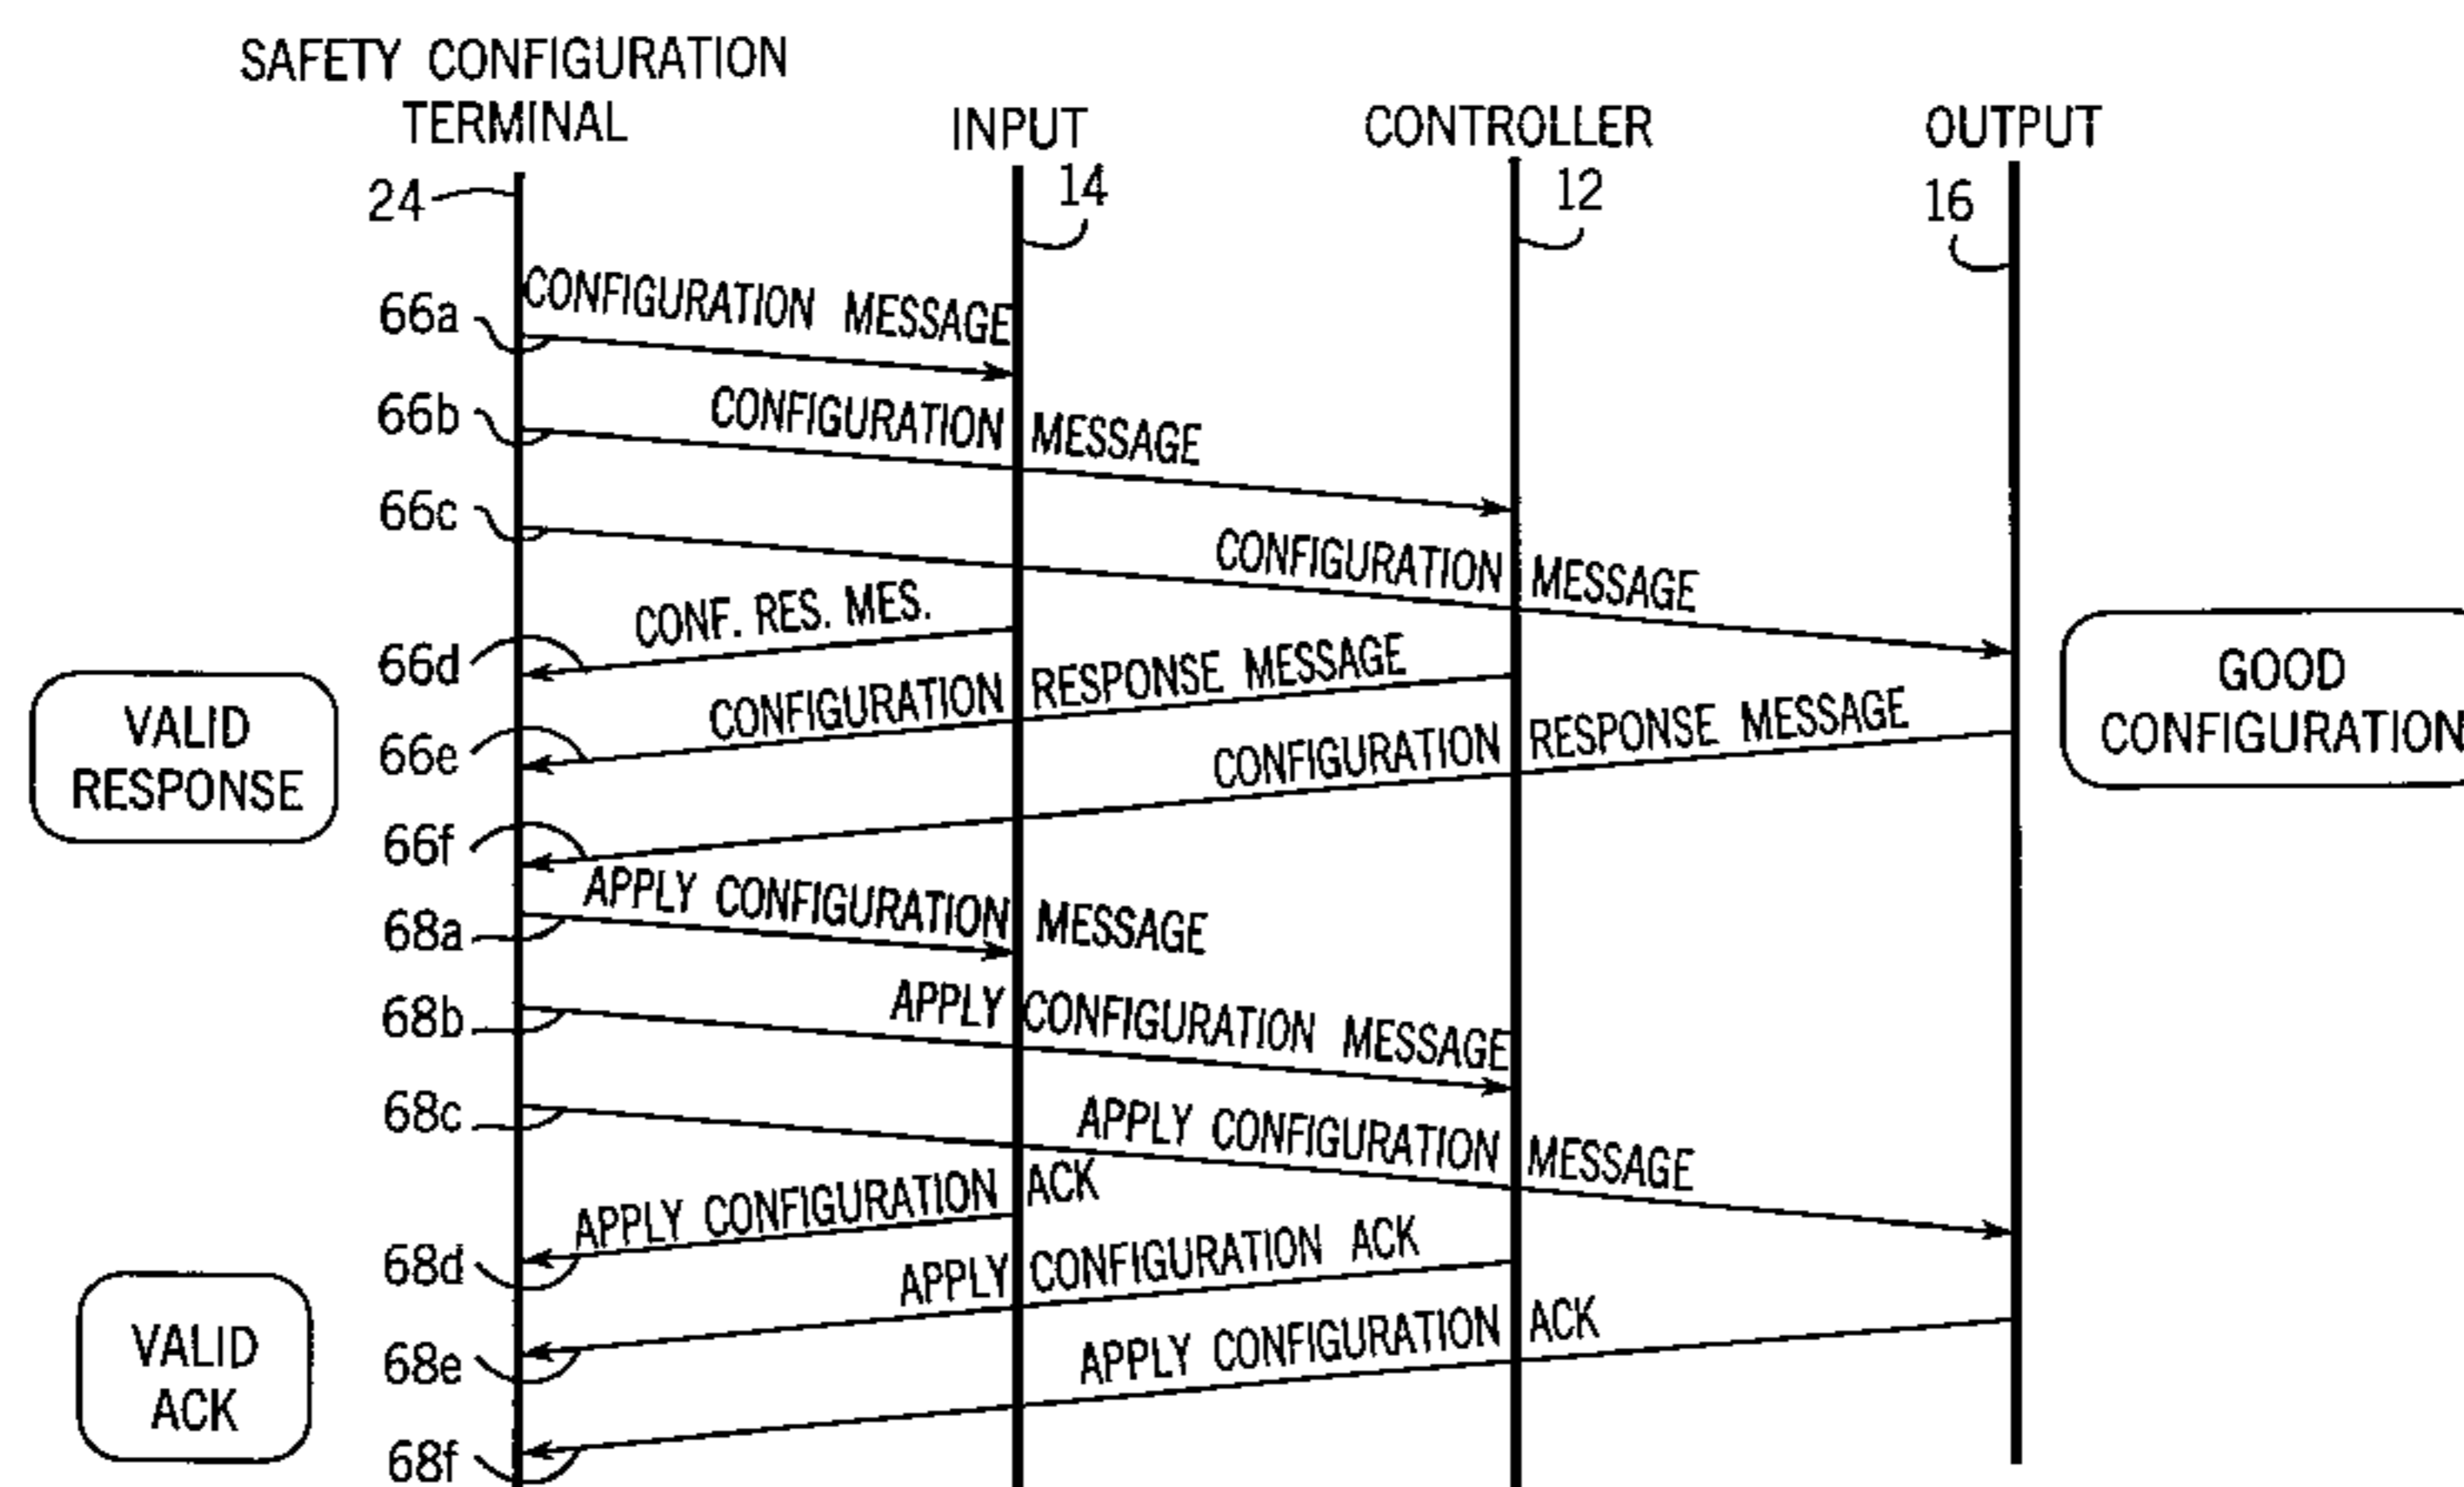 SAFETY CONFIGURATION
TERMINAL
INPUT
CONTROLLER
OUTPUT
24
14
12
16
66a
CONFIGURATION MESSAGE
66b
CONFIGURATION MESSAGE
66c
CONFIGURATION MESSAGE
66d
CONF. RES. MES.
66e
CONFIGURATION RESPONSE MESSAGE
66f
CONFIGURATION RESPONSE MESSAGE
VALID
RESPONSE
GOOD
CONFIGURATION
68a
APPLY CONFIGURATION MESSAGE
68b
APPLY CONFIGURATION MESSAGE
68c
APPLY CONFIGURATION MESSAGE
68d
APPLY CONFIGURATION ACK
68e
APPLY CONFIGURATION ACK
68f
APPLY CONFIGURATION ACK
VALID
ACK